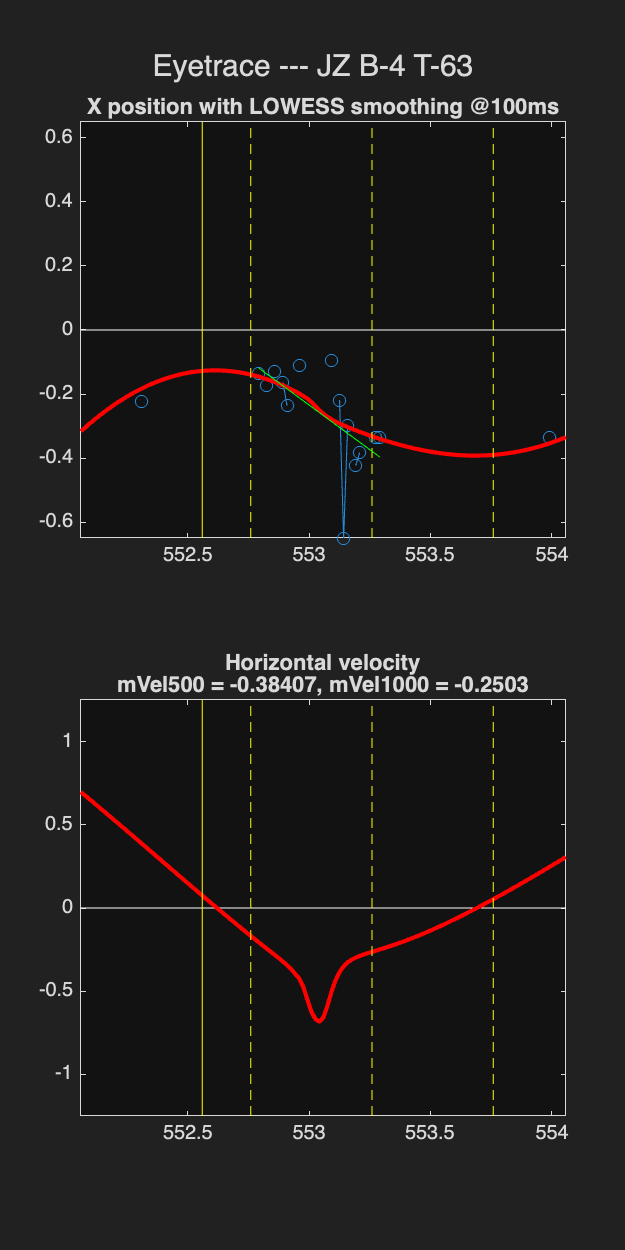 Eyetrace --- JZ B-4 T-63
X position with LOWESS smoothing @100ms
0.6
0.4
0.2
0
-0.2
-0.4
-0.6
552.5 553 553.5 554
Horizontal velocity
mVel500 = -0.38407, mVel1000 = -0.2503
1
0.5
0
-0.5
-1
552.5 553 553.5 554